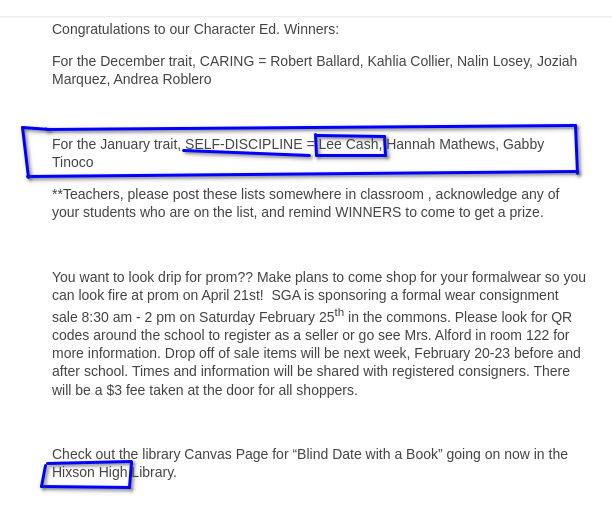 Congratulations to our Character Ed. Winners:
For the December trait, CARING = Robert Ballard, Kahlia Collier, Nalin Losey, Joziah
Marquez, Andrea Roblero
For the January trait, SELF-DISCIPLINE = Lee Cash, Hannah Mathews, Gabby
Tinoco
**Teachers, please post these lists somewhere in classroom , acknowledge any of
your students who are on the list, and remind WINNERS to come to get a prize.
You want to look drip for prom?? Make plans to come shop for your formalwear so you
can look fire at prom on April 21st!  SGA is sponsoring a formal wear consignment
sale 8:30 am - 2 pm on Saturday February 25th in the commons. Please look for QR
codes around the school to register as a seller or go see Mrs. Alford in room 122 for
more information. Drop off of sale items will be next week, February 20-23 before and
after school. Times and information will be shared with registered consigners. There
will be a $3 fee taken at the door for all shoppers.
Check out the library Canvas Page for “Blind Date with a Book” going on now in the
Hixson High Library.